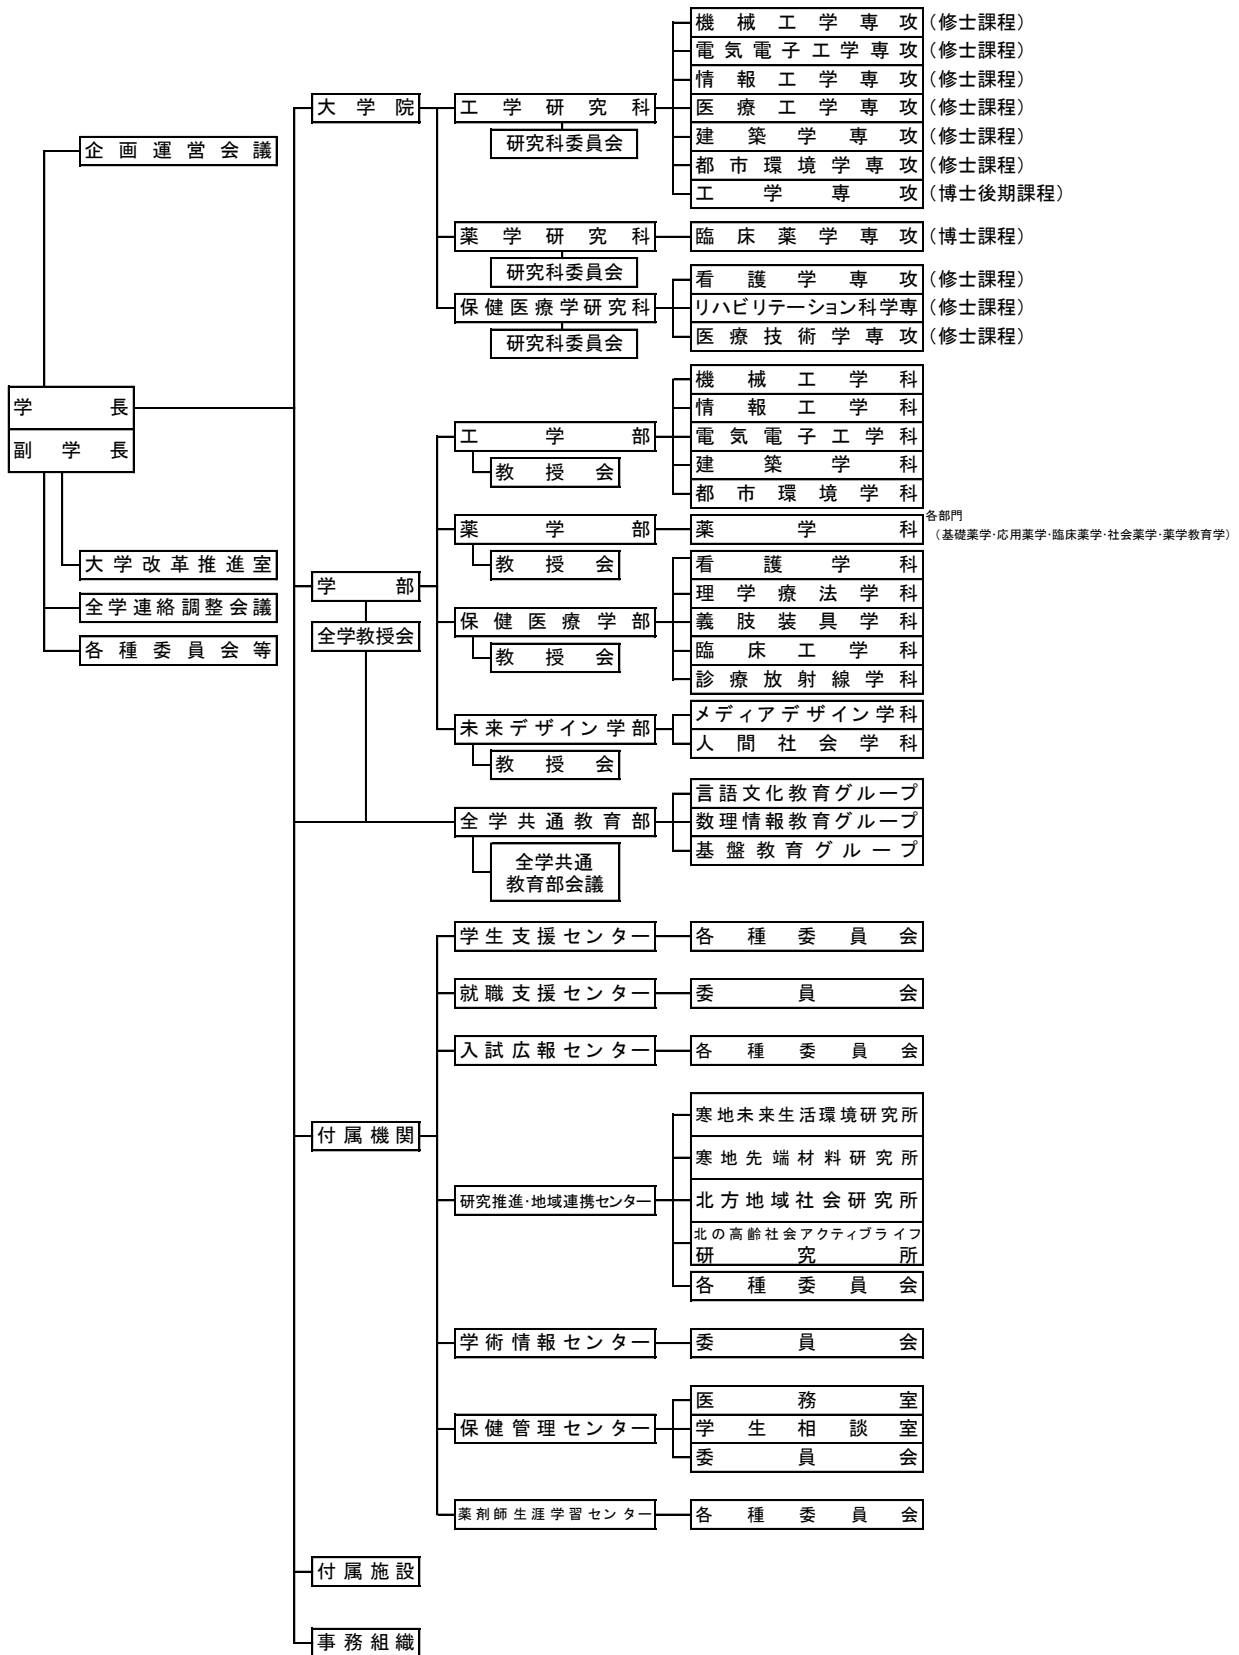 機械工学専攻（修士課程）
電気電子工学専攻（修士課程）
情報工学専攻（修士課程）
大学院 工学研究科 医療工学専攻（修士課程）
研究科委員会 建築学専攻（修士課程）
企画運営会議
都市環境学専攻（修士課程）
工学専攻（博士後期課程）
薬学研究科 臨床薬学専攻（博士課程）
研究科委員会 看護学専攻（修士課程）
保健医療学研究科 リハビリテーション科学専（修士課程）
研究科委員会 医療技術学専攻（修士課程）
機械工学科
学長 情報工学科
工学部 電気電子工学科
副学長 建築学科
教授会
都市環境学科
各部門
薬学部 薬学科
（基礎薬学・応用薬学・臨床薬学・社会薬学・薬学教育学）
大学改革推進室 教授会 看護学科
学部 理学療法学科
全学連絡調整会議
保健医療学部 義肢装具学科
全学教授会
各種委員会等 教授会 臨床工学科
診療放射線学科
メディアデザイン学科
未来デザイン学部
人間社会学科
教授会
言語文化教育グループ
全学共通教育部 数理情報教育グループ
基盤教育グループ
全学共通
教育部会議
学生支援センター 各種委員会
就職支援センター 委員会
入試広報センター 各種委員会
寒地未来生活環境研究所
付属機関
寒地先端材料研究所
研究推進・地域連携センター 北方地域社会研究所
北の高齢社会アクティブライフ
研究所
各種委員会
学術情報センター 委員会
医務室
保健管理センター 学生相談室
委員会
薬剤師生涯学習センター 各種委員会
付属施設
事務組織